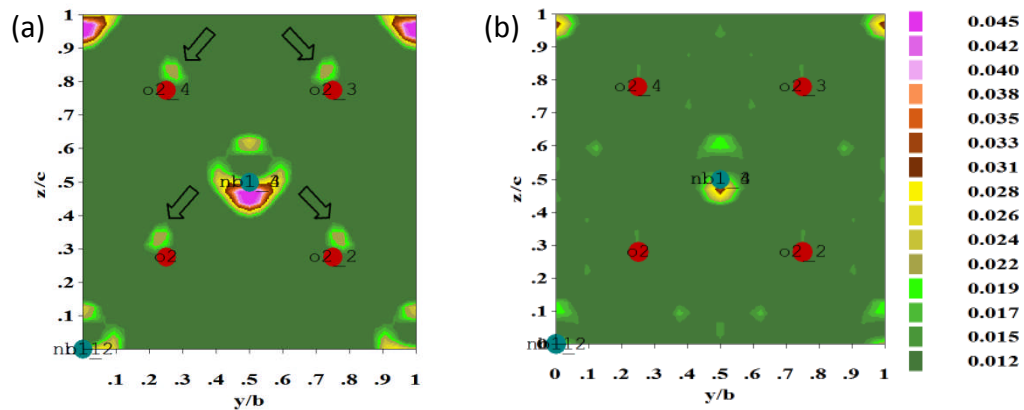 (a)
1
.9
.8
.7
.6
.5
.4
.3
.2
.1
z/c
o2_4
o2_3
nb1_3
o2
o2_2
.1 .2 .3 .4 .5 .6 .7 .8 .9 1
y/b
(b)
1
.9
.8
.7
.6
.5
.4
.3
.2
.1
z/c
o2_4
o2_3
o2
o2_2
0 .1 .2 .3 .4 .5 .6 .7 .8 .9 1
y/b
0.045
0.042
0.040
0.038
0.035
0.033
0.031
0.028
0.026
0.024
0.022
0.019
0.017
0.015
0.012